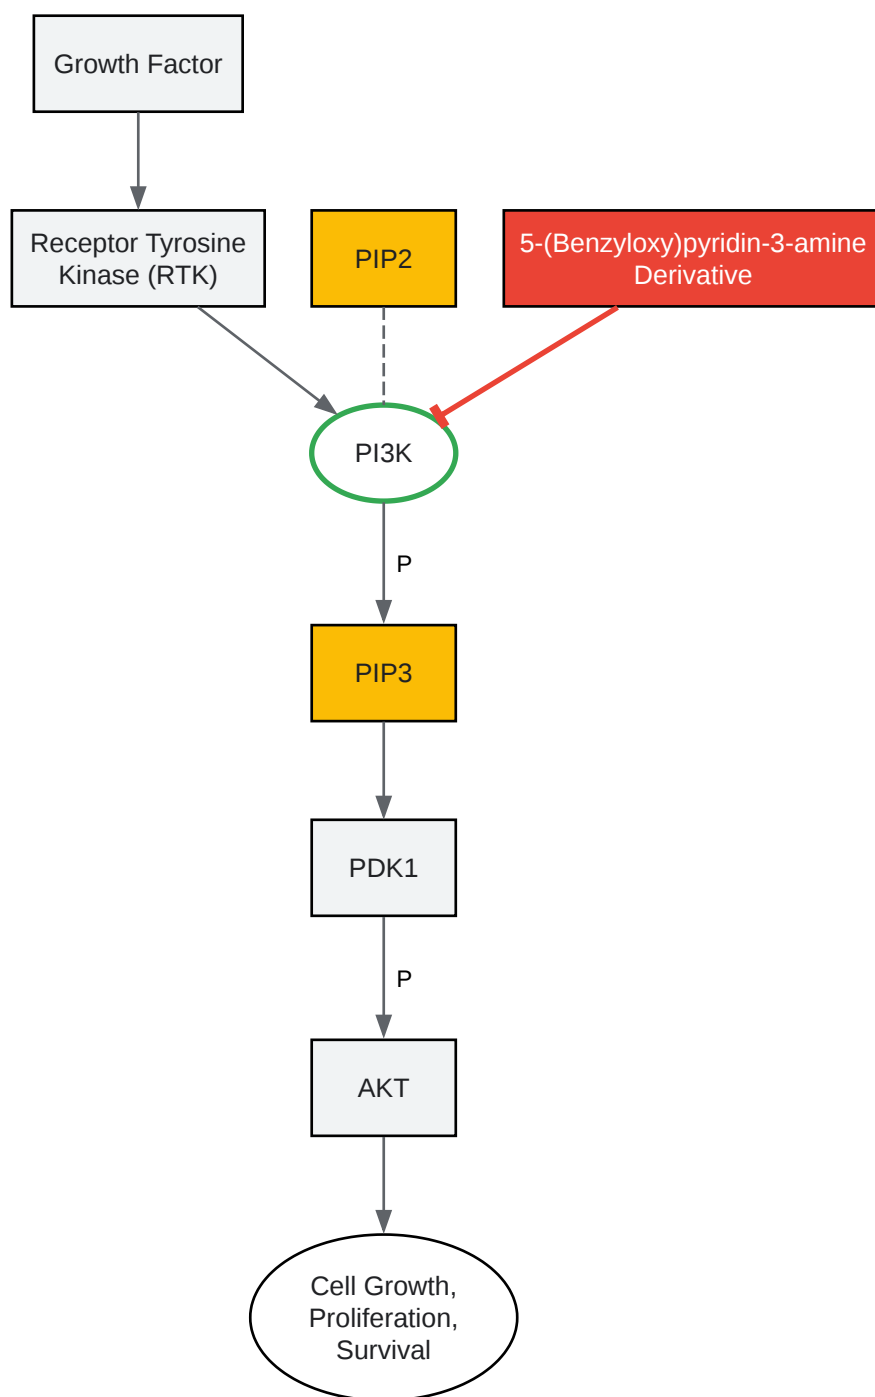 Growth Factor
Receptor Tyrosine
Kinase (RTK)
PIP2
5-(Benzyloxy)pyridin-3-amine
Derivative
PI3K
P
PIP3
PDK1
P
AKT
Cell Growth,
Proliferation,
Survival